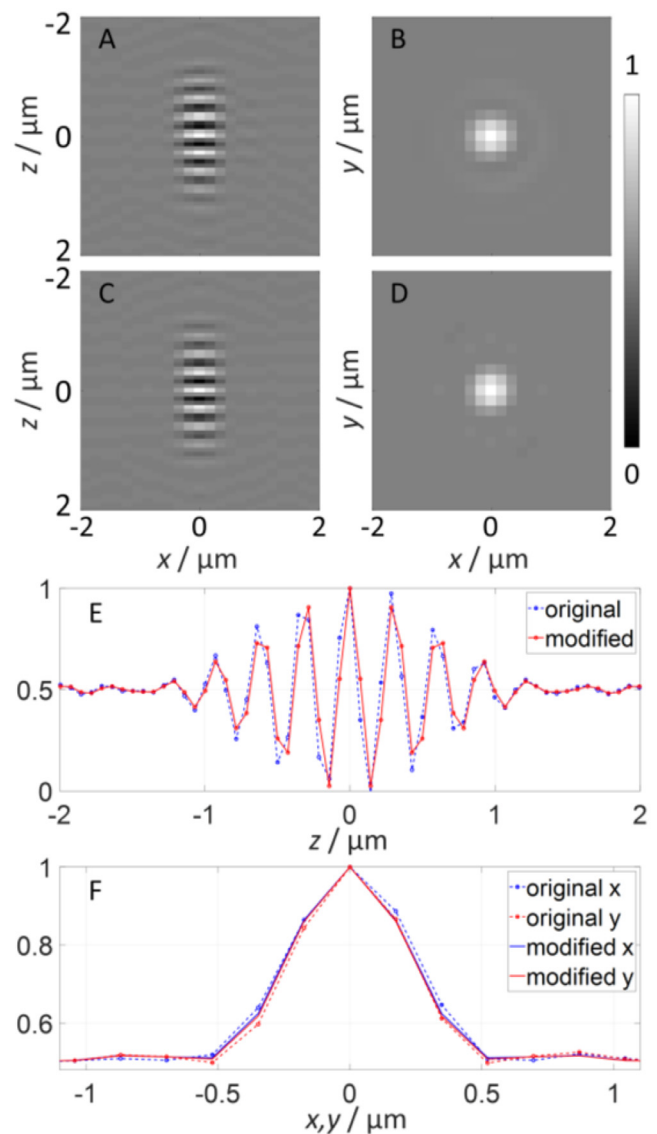 -2
A
B
1
z / μm
0
y / μm
2
-2
C
D
z / μm
0
y / μm
2
0
-2
0
2
-2
0
2
x / μm
x / μm
1
E
original
modified
0.5
0
-2
-1
0
1
2
z / μm
1
F
original x
original y
modified x
modified y
0.8
0.6
-1
-0.5
0
0.5
1
x,y / μm